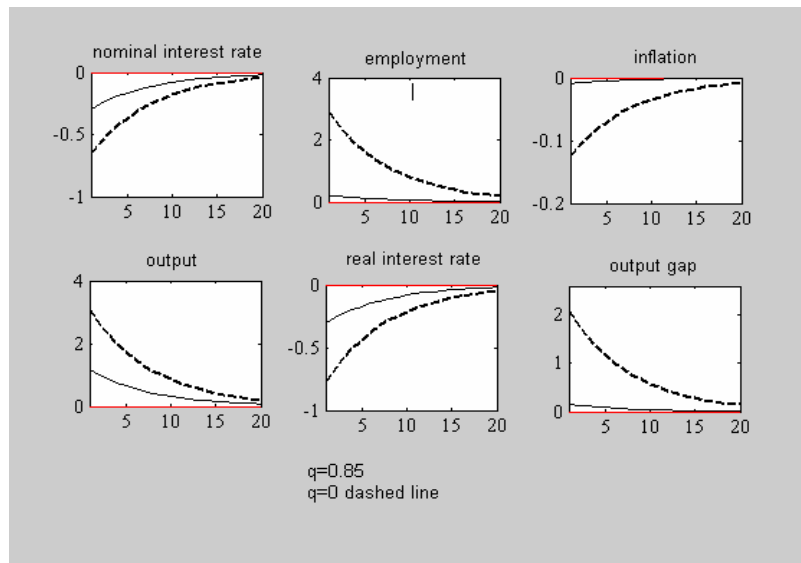 nominal interest rate
employment
inflation
0
-0.5
-1
5 10 15 20
4
2
0
5 10 15 20
0
-0.1
-0.2
5 10 15 20
output
real interest rate
output gap
4
2
0
5 10 15 20
0
-0.5
-1
5 10 15 20
2
1
0
5 10 15 20
q=0.85
q=0 dashed line